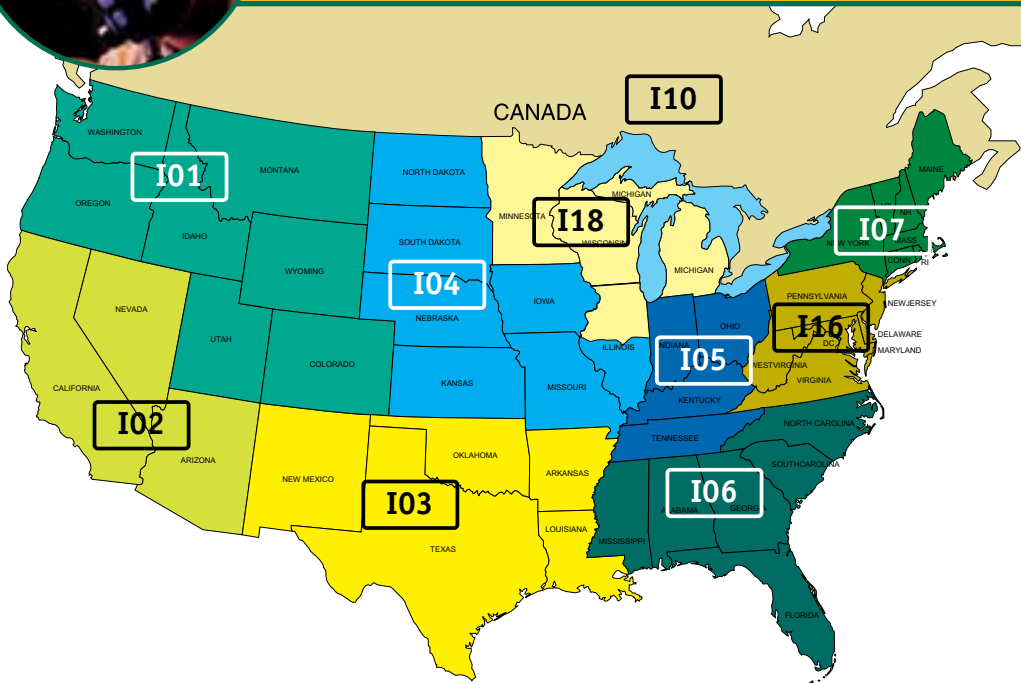 CANADA
I10
WASHINGTON
MONTANA
NORTH DAKOTA
MINNESOTA
MICHIGAN
MAINE
I01
OREGON
IDAHO
I18
WISCONSIN
I07
NH
NEW YORK
MASS
CONN
RI
SOUTH DAKOTA
WYOMING
I04
NEBRASKA
IOWA
MICHIGAN
NEVADA
UTAH
COLORADO
ILLINOIS
INDIANA
OHIO
I05
PENNSYLVANIA
NEWJERSEY
I16
DC
DELAWARE
MARYLAND
WESTVIRGINIA
VIRGINIA
CALIFORNIA
KANSAS
MISSOURI
KENTUCKY
I02
ARIZONA
NEW MEXICO
OKLAHOMA
ARKANSAS
TENNESSEE
NORTH CAROLINA
SOUTHCAROLINA
I03
TEXAS
LOUISIANA
MISSISSIPPI
I06
ALABAMA
GEORGIA
FLORIDA